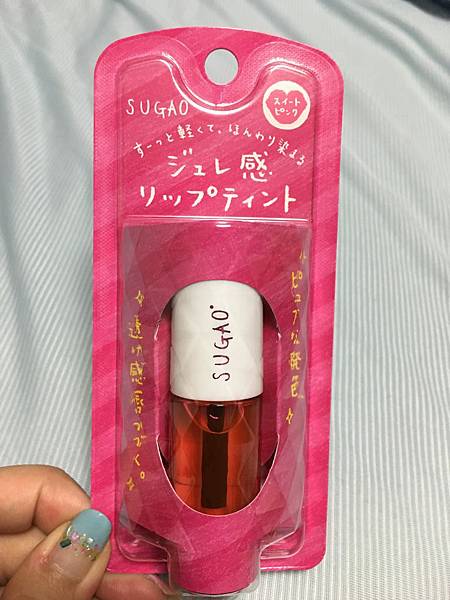 SUGAO
スイート
ピンク
すーっと軽くて、ほんわり染まる
ジュレ感
リップティント
ピュアな発色
透け感唇つづく。
SUGAO